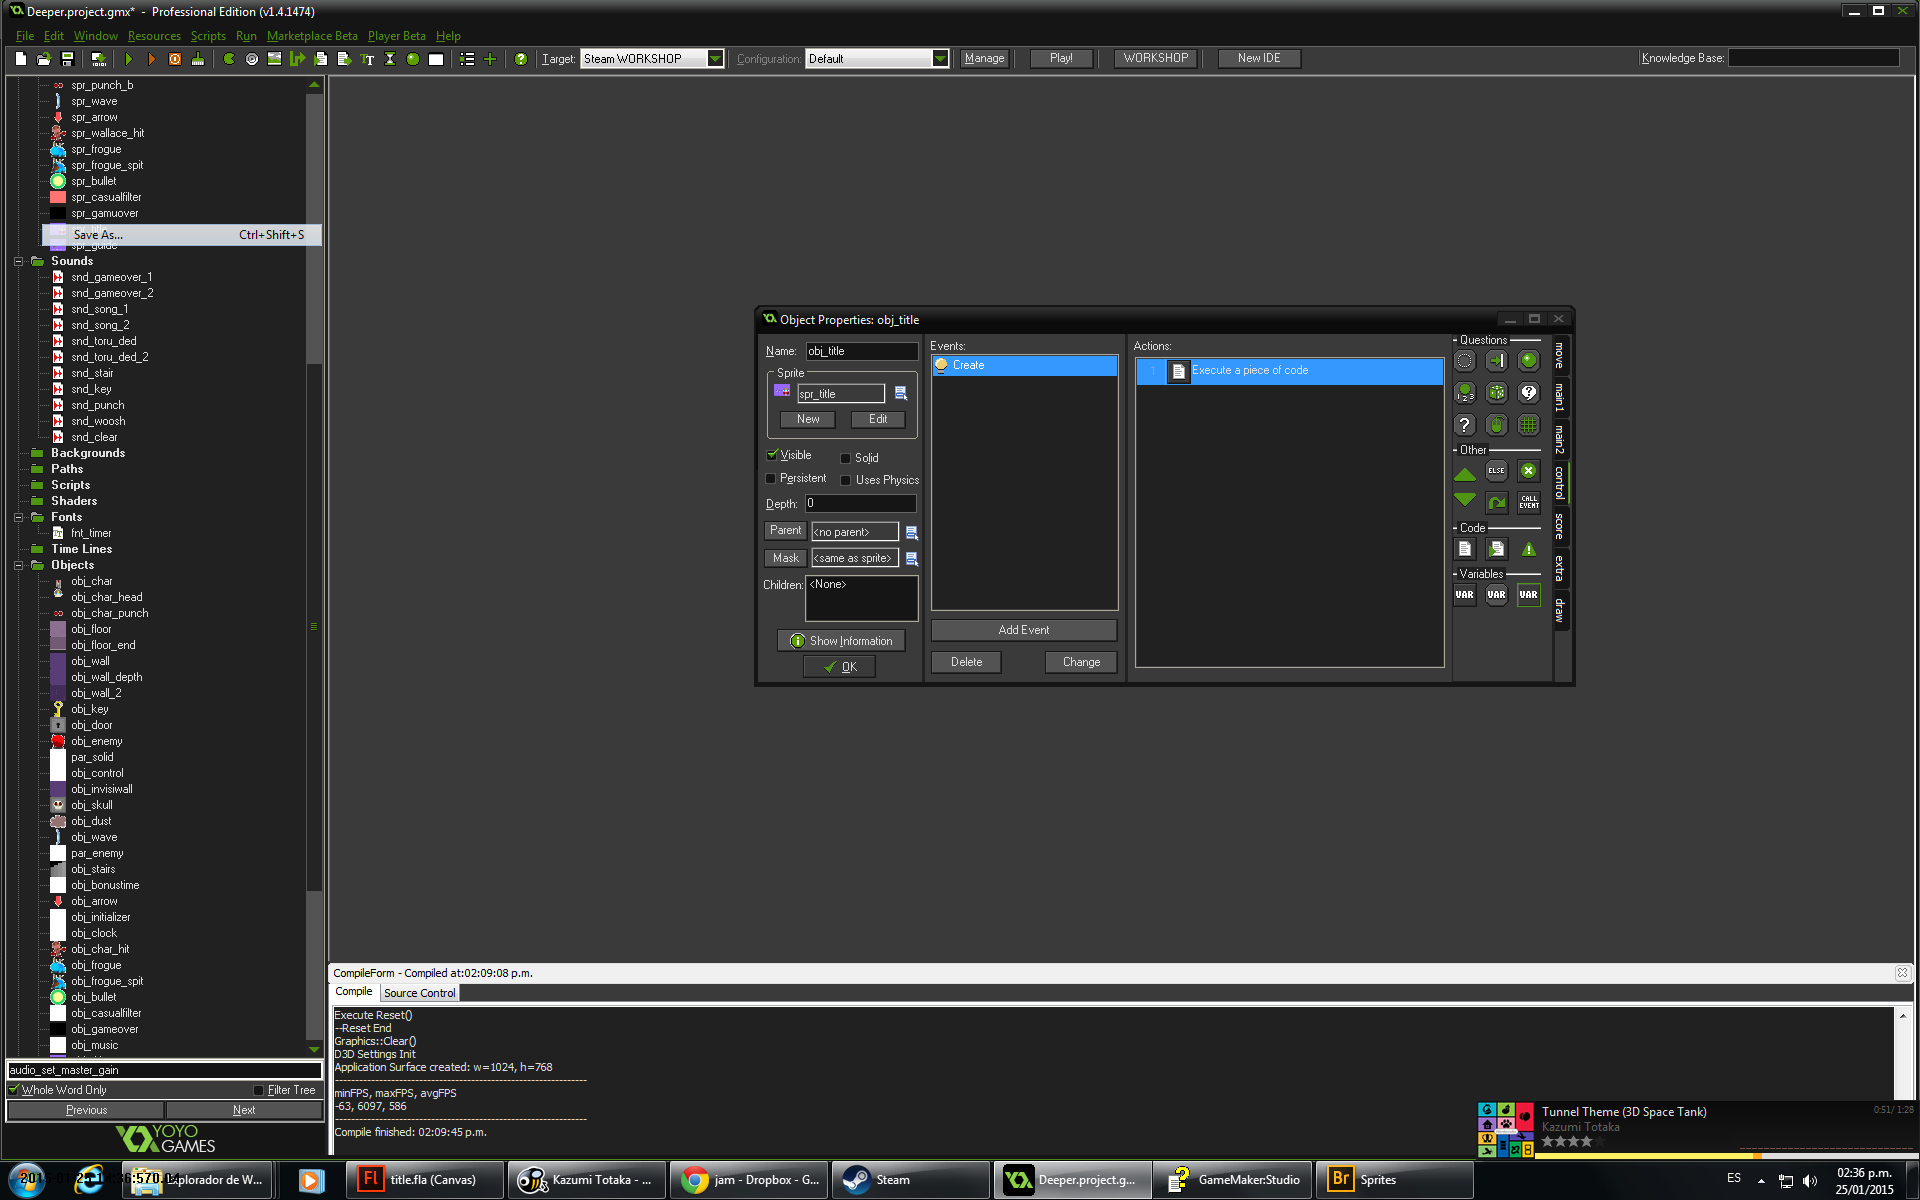 Deeper.project.gmx* - Professional Edition (v1.4.1474)
File Edit Window Resources Scripts Run Marketplace Beta Player Beta Help
Target: Steam WORKSHOP Configuration: Default Manage Play! WORKSHOP New IDE Knowledge Base:
spr_punch_b
spr_wave
spr_arrow
spr_wallace_hit
spr_frogue
spr_frogue_spit
spr_bullet
spr_casualfilter
spr_gamuover
Save As... Ctrl+Shift+S
spr_guide
Sounds
snd_gameover_1
snd_gameover_2
snd_song_1
snd_song_2
snd_toru_ded
snd_toru_ded_2
snd_stair
snd_key
snd_punch
snd_woosh
snd_clear
Backgrounds
Paths
Scripts
Shaders
Fonts
fnt_timer
Time Lines
Objects
obj_char
obj_char_head
obj_char_punch
obj_floor
obj_floor_end
obj_wall
obj_wall_depth
obj_wall_2
obj_key
obj_door
obj_enemy
par_solid
obj_control
obj_invisiwall
obj_skull
obj_dust
obj_wave
par_enemy
obj_stairs
obj_bonustime
obj_arrow
obj_initializer
obj_clock
obj_char_hit
obj_frogue
obj_frogue_spit
obj_bullet
obj_casualfilter
obj_gameover
obj_music
audio_set_master_gain
Whole Word Only Filter Tree
Previous Next
YOYO
GAMES
Object Properties: obj_title
Name: obj_title
Sprite
spr_title
New Edit
Visible Solid
Persistent Uses Physics
Depth: 0
Parent <no parent>
Mask <same as sprite>
Children: <None>
Show Information
OK
Events:
Create
Add Event
Delete Change
Actions:
1 Execute a piece of code
Questions
Other
ELSE
CALL
EVENT
Code
Variables
VAR VAR VAR
move
main1
main2
control
score
extra
draw
CompileForm - Compiled at:02:09:08 p.m.
Compile Source Control
Execute Reset()
--Reset End
Graphics::Clear()
D3D Settings Init
Application Surface created: w=1024, h=768
minFPS, maxFPS, avgFPS
-63, 6097, 586
Compile finished: 02:09:45 p.m.
Tunnel Theme (3D Space Tank) 0:51/ 1:28
Kazumi Totaka
Explorador de W... title.fla (Canvas) Kazumi Totaka - ... jam - Dropbox - G... Steam Deeper.project.g... GameMaker:Studio Sprites
ES 02:36 p.m.
25/01/2015